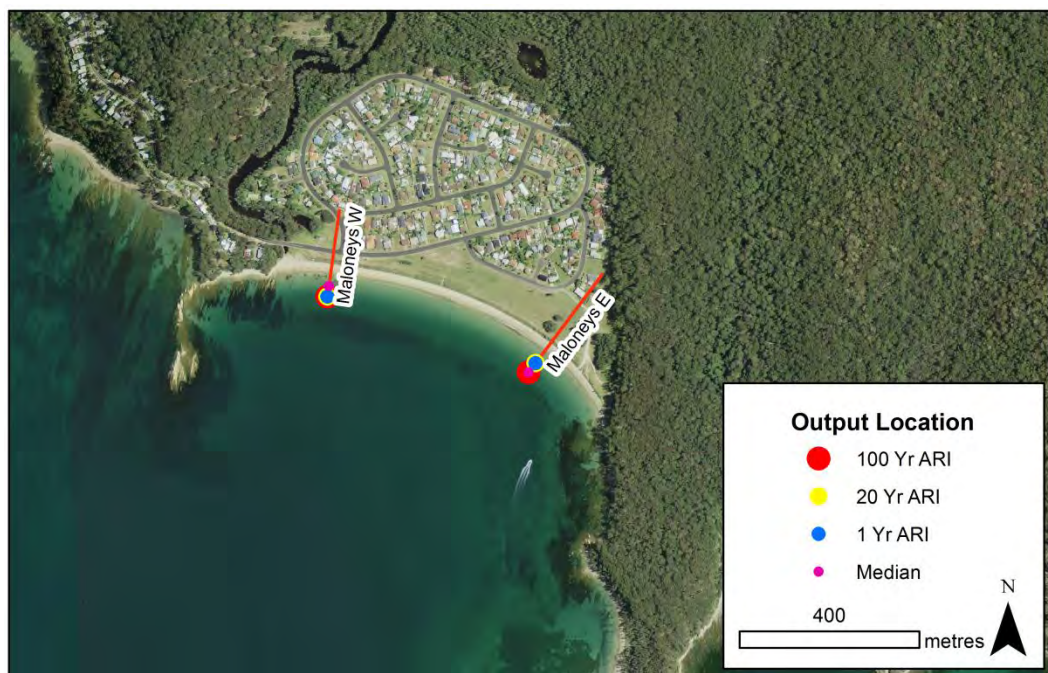 Maloneys W
Maloneys E
Output Location
100 Yr ARI
20 Yr ARI
1 Yr ARI
Median
N
400
metres